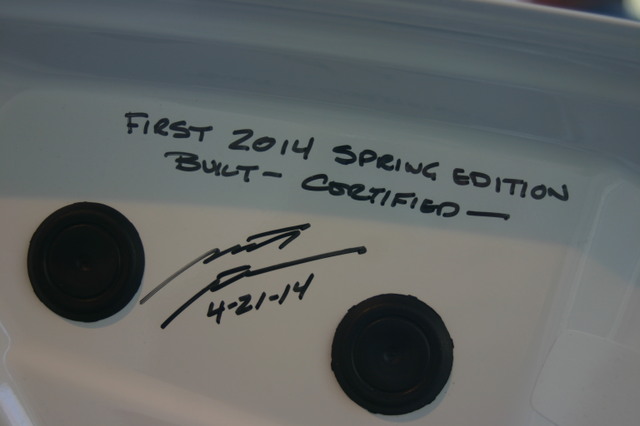 FIRST 2014 SPRING EDITION
BUILT- CERTIFIED—
4-21-14